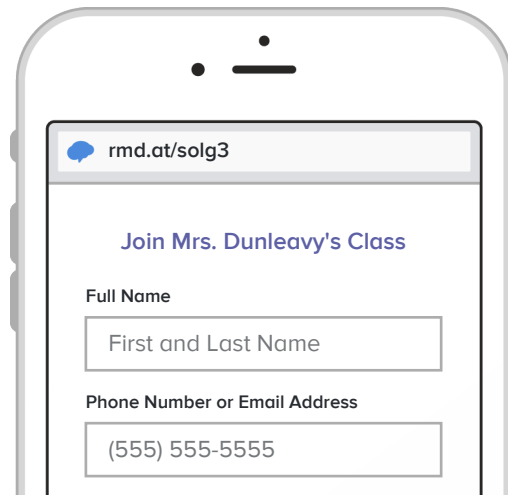 rmd.at/solg3
Join Mrs. Dunleavy's Class
Full Name
First and Last Name
Phone Number or Email Address
(555) 555-5555